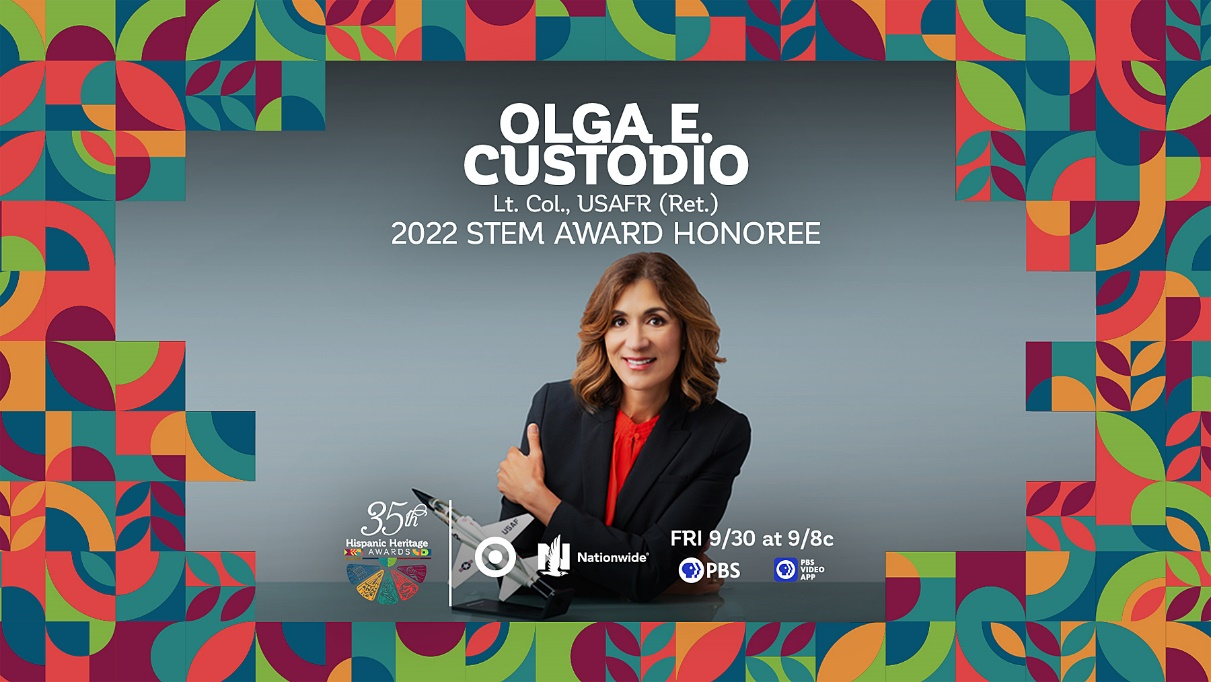 OLGA E.
CUSTODIO
Lt. Col., USAFR (Ret.)
2022 STEM AWARD HONOREE
35th
Hispanic Heritage
AWARDS
USAF
Nationwide®
FRI 9/30 at 9/8c
PBS
PBS
VIDEO
APP